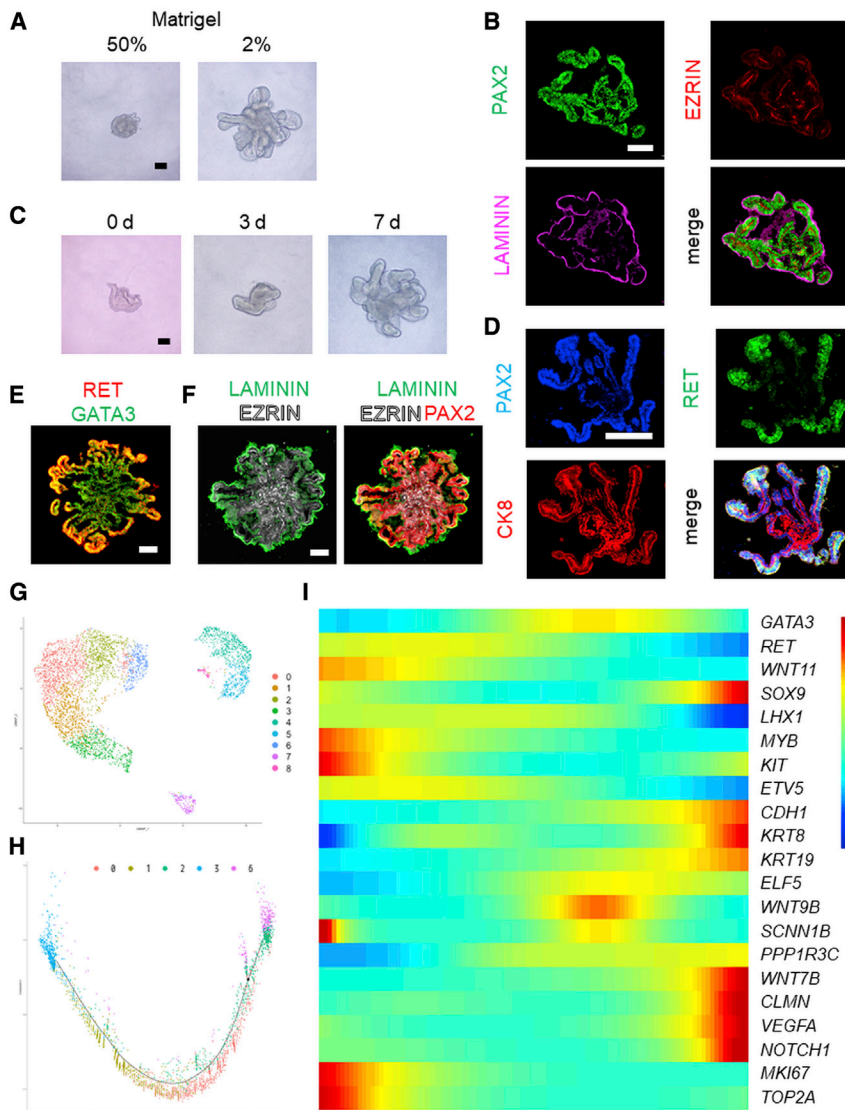 A
Matrigel
50% 2%
B
PAX2
EZRIN
LAMININ
merge
C
0 d 3 d 7 d
D
PAX2
RET
CK8
merge
E
RET
GATA3
F
LAMININ
EZRIN
LAMININ
EZRIN PAX2
G
0
1
2
3
4
5
6
7
8
H
0 1 2 3 6
I
GATA3
RET
WNT11
SOX9
LHX1
MYB
KIT
ETV5
CDH1
KRT8
KRT19
ELF5
WNT9B
SCNN1B
PPP1R3C
WNT7B
CLMN
VEGFA
NOTCH1
MKI67
TOP2A